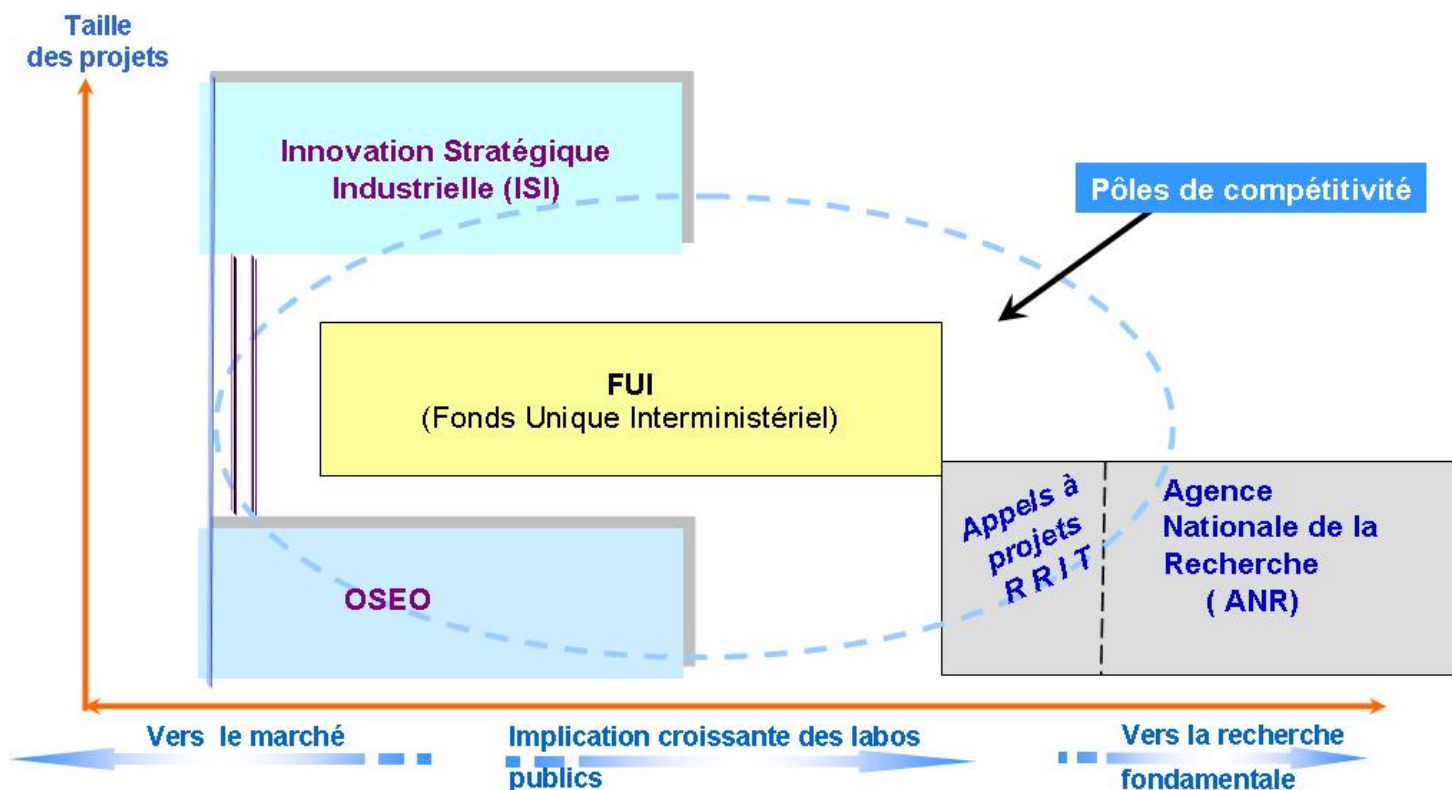 Taille
des projets
Innovation Stratégique
Industrielle (ISI)
Pôles de compétitivité
FUI
(Fonds Unique Interministériel)
Appels à
projets
R R I T
Agence
Nationale de la
Recherche
( ANR)
OSEO
Vers le marché
Implication croissante des labos
publics
Vers la recherche
fondamentale